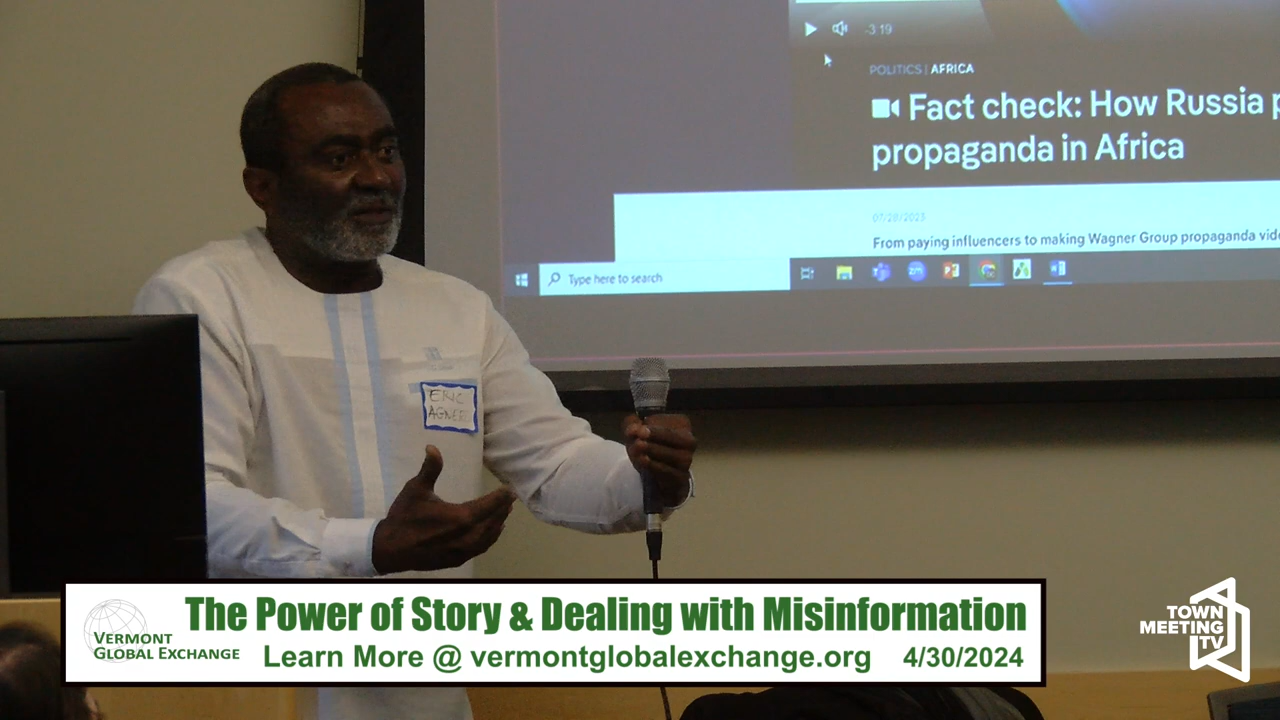 -3:19
POLITICS | AFRICA
Fact check: How Russia p
propaganda in Africa
07/28/2023
From paying influencers to making Wagner Group propaganda vid
Type here to search
zm
ERIC
The Power of Story & Dealing with Misinformation
VERMONT
GLOBAL EXCHANGE
Learn More @ vermontglobalexchange.org 4/30/2024
TOWN
MEETING
TV